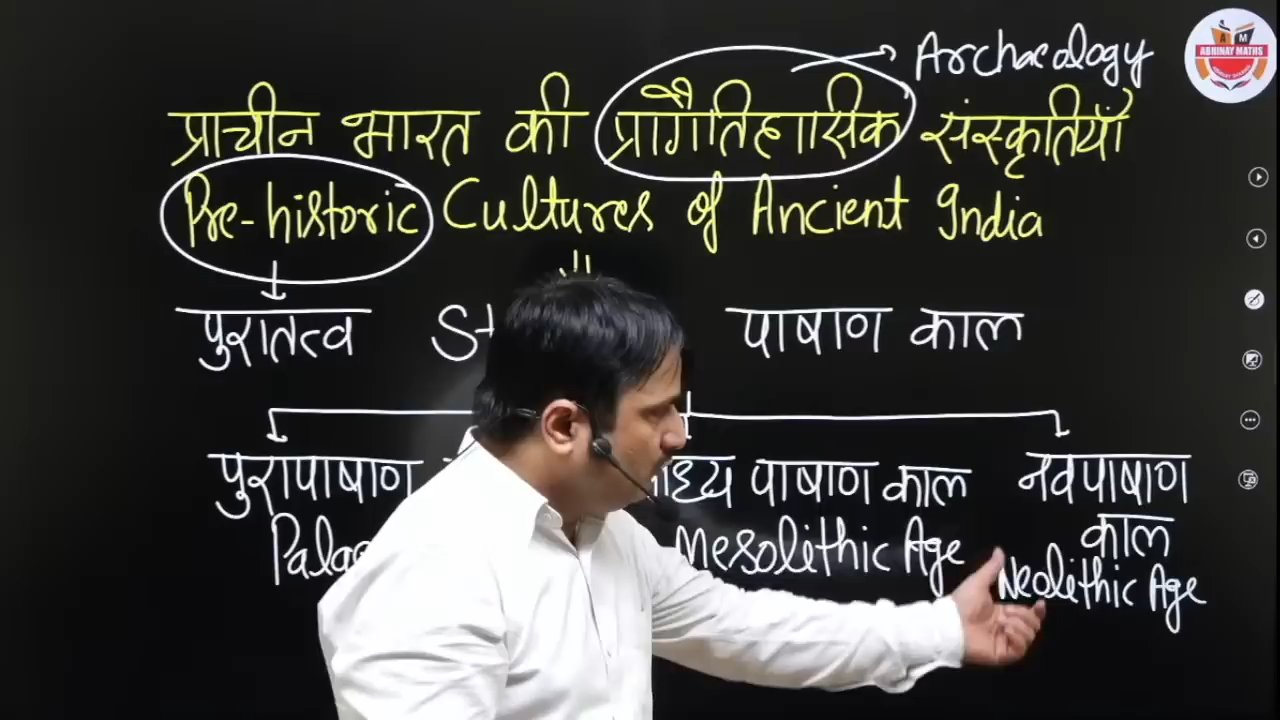 Archaeology
A M
ABHINAY MATHS
प्राचीन भारत की प्रागैतिहासिक संस्कृतियाँ
Pre-historic Cultures of Ancient India
पुरातत्व
पाषाण काल
पुरापाषाण
पाषाण काल
नवपाषाण
काल
Mesolithic Age
Neolithic Age